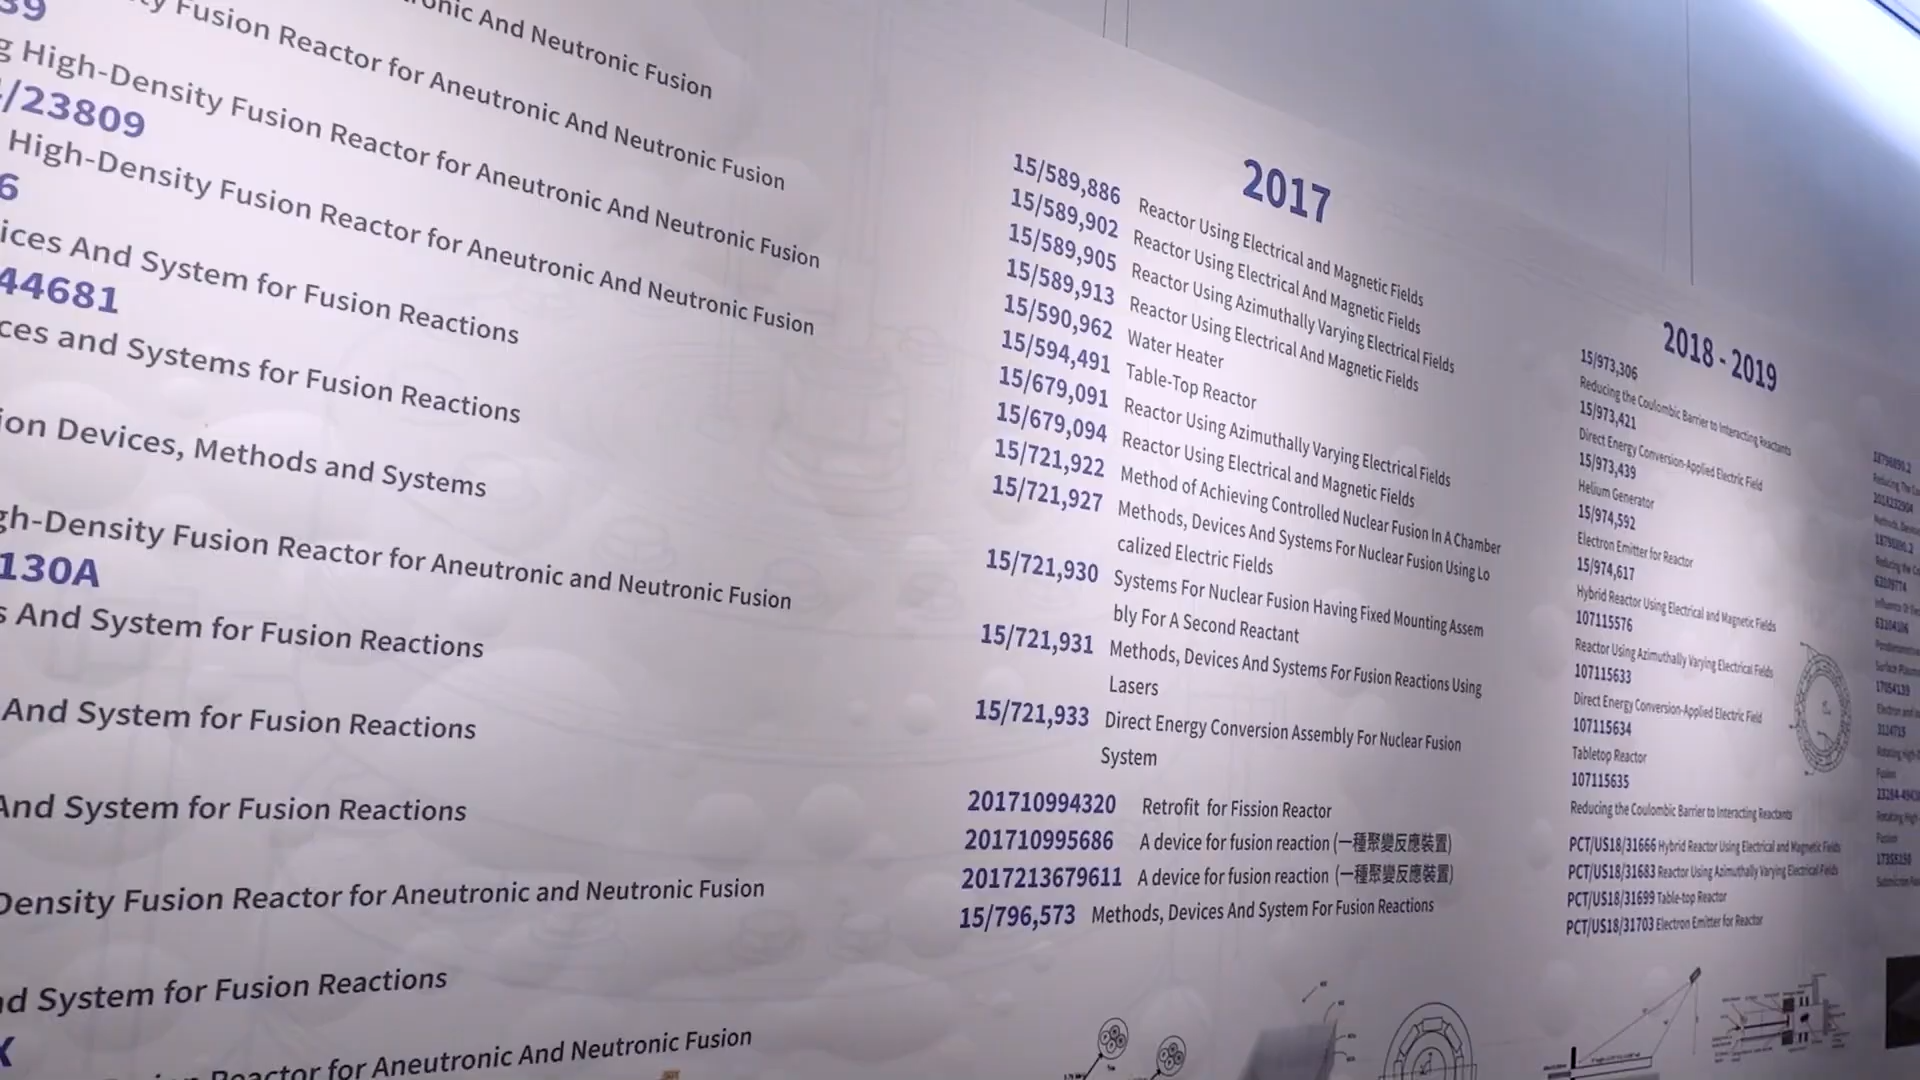 And Neutronic Fusion
Fusion Reactor for Aneutronic And Neutronic Fusion
High-Density Fusion Reactor for Aneutronic And Neutronic Fusion
/23809
High-Density Fusion Reactor for Aneutronic And Neutronic Fusion
6
ices And System for Fusion Reactions
44681
ces and Systems for Fusion Reactions
ion Devices, Methods and Systems
gh-Density Fusion Reactor for Aneutronic and Neutronic Fusion
130A
s And System for Fusion Reactions
And System for Fusion Reactions
And System for Fusion Reactions
Density Fusion Reactor for Aneutronic and Neutronic Fusion
nd System for Fusion Reactions
X
Reactor for Aneutronic And Neutronic Fusion
2017
15/589,886 Reactor Using Electrical and Magnetic Fields
15/589,902 Reactor Using Electrical And Magnetic Fields
15/589,905 Reactor Using Azimuthally Varying Electrical Fields
15/589,913 Reactor Using Electrical And Magnetic Fields
15/590,962 Water Heater
15/594,491 Table-Top Reactor
15/679,091 Reactor Using Azimuthally Varying Electrical Fields
15/679,094 Reactor Using Electrical and Magnetic Fields
15/721,922 Method of Achieving Controlled Nuclear Fusion In A Chamber
15/721,927 Methods, Devices And Systems For Nuclear Fusion Using Lo
calized Electric Fields
15/721,930 Systems For Nuclear Fusion Having Fixed Mounting Assem
bly For A Second Reactant
15/721,931 Methods, Devices And Systems For Fusion Reactions Using
Lasers
15/721,933 Direct Energy Conversion Assembly For Nuclear Fusion
System
201710994320 Retrofit for Fission Reactor
201710995686 A device for fusion reaction (一種聚變反應裝置)
2017213679611 A device for fusion reaction (一種聚變反應裝置)
15/796,573 Methods, Devices And System For Fusion Reactions
2018 - 2019
15/973,306
Reducing the Coulombic Barrier to Interacting Reactants
15/973,421
Direct Energy Conversion-Applied Electric Field
15/973,439
Helium Generator
15/974,592
Electron Emitter for Reactor
15/974,617
Hybrid Reactor Using Electrical and Magnetic Fields
107115576
Reactor Using Azimuthally Varying Electrical Fields
107115633
Direct Energy Conversion-Applied Electric Field
107115634
Tabletop Reactor
107115635
Reducing the Coulombic Barrier to Interacting Reactants
PCT/US18/31666 Hybrid Reactor Using Electrical and Magnetic Fields
PCT/US18/31683 Reactor Using Azimuthally Varying Electrical Fields
PCT/US18/31699 Table-top Reactor
PCT/US18/31703 Electron Emitter for Reactor